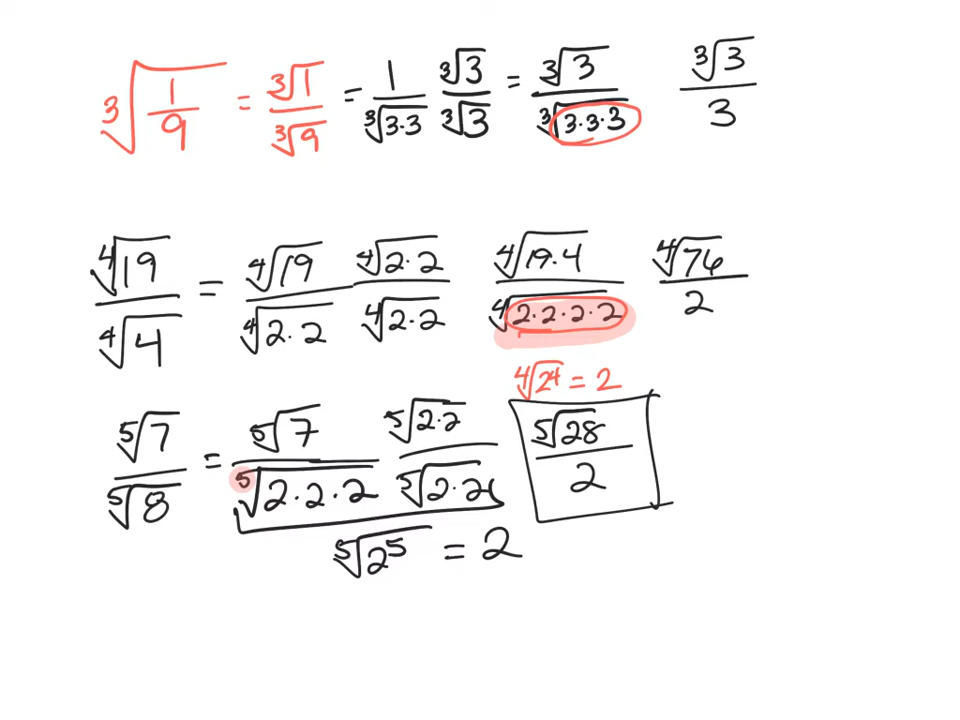 ∛(1/9) = ∛1/∛9 = 1/∛(3·3) ∛3/∛3 = ∛3/∛(3·3·3) ∛3/3
∜19/∜4 = ∜19/∜(2·2) ∜(2·2)/∜(2·2) ∜(19·4)/∜(2·2·2·2) ∜76/2
∜(2⁴) = 2
⁵√7/⁵√8 = ⁵√7/⁵√(2·2·2) ⁵√(2·2)/⁵√(2·2) ⁵√28/2
⁵√(2⁵) = 2